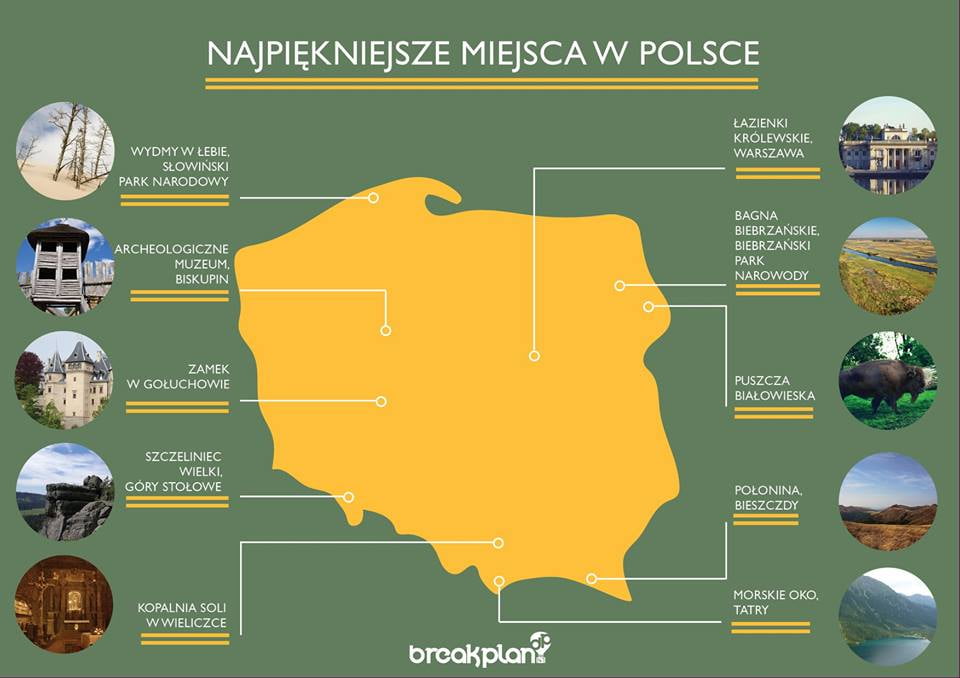 NAJPIĘKNIEJSZE MIEJSCA W POLSCE
WYDMY W ŁEBIE,
SŁOWIŃSKI
PARK NARODOWY
ARCHEOLOGICZNE
MUZEUM,
BISKUPIN
ZAMEK
W GOŁUCHOWIE
SZCZELINIEC
WIELKI,
GÓRY STOŁOWE
KOPALNIA SOLI
W WIELICZCE
ŁAZIENKI
KRÓLEWSKIE,
WARSZAWA
BAGNA
BIEBRZAŃSKIE,
BIEBRZAŃSKI
PARK
NAROWODY
PUSZCZA
BIAŁOWIESKA
POŁONINA,
BIESZCZDY
MORSKIE OKO,
TATRY
breakplan